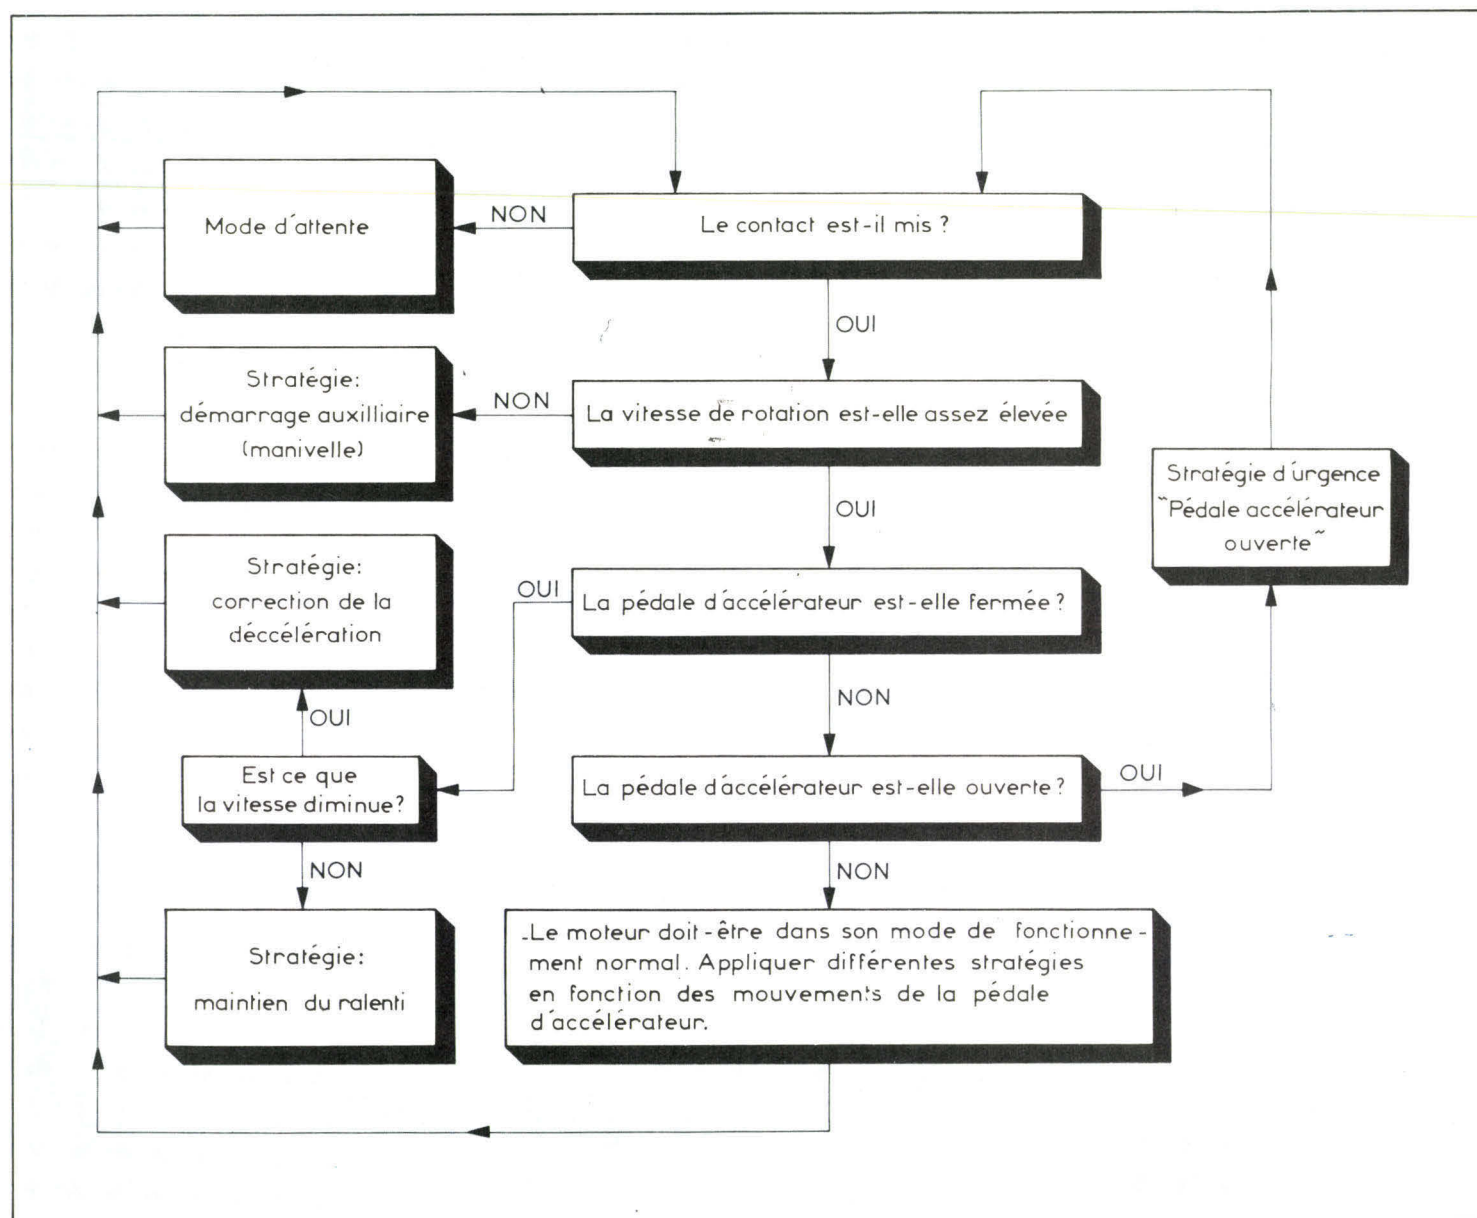 Mode d'attente
NON
Le contact est-il mis ?
OUI
Stratégie:
démarrage auxilliaire
(manivelle)
NON
La vitesse de rotation est-elle assez élevée
OUI
Stratégie d'urgence
"Pédale accélérateur
ouverte"
Stratégie:
correction de la
déccélération
OUI
La pédale d'accélérateur est-elle fermée ?
NON
OUI
Est ce que
la vitesse diminue?
La pédale d'accélérateur est-elle ouverte ?
OUI
NON
NON
Stratégie:
maintien du ralenti
Le moteur doit-être dans son mode de fonctionne-
ment normal. Appliquer différentes stratégies
en fonction des mouvements de la pédale
d'accélérateur.